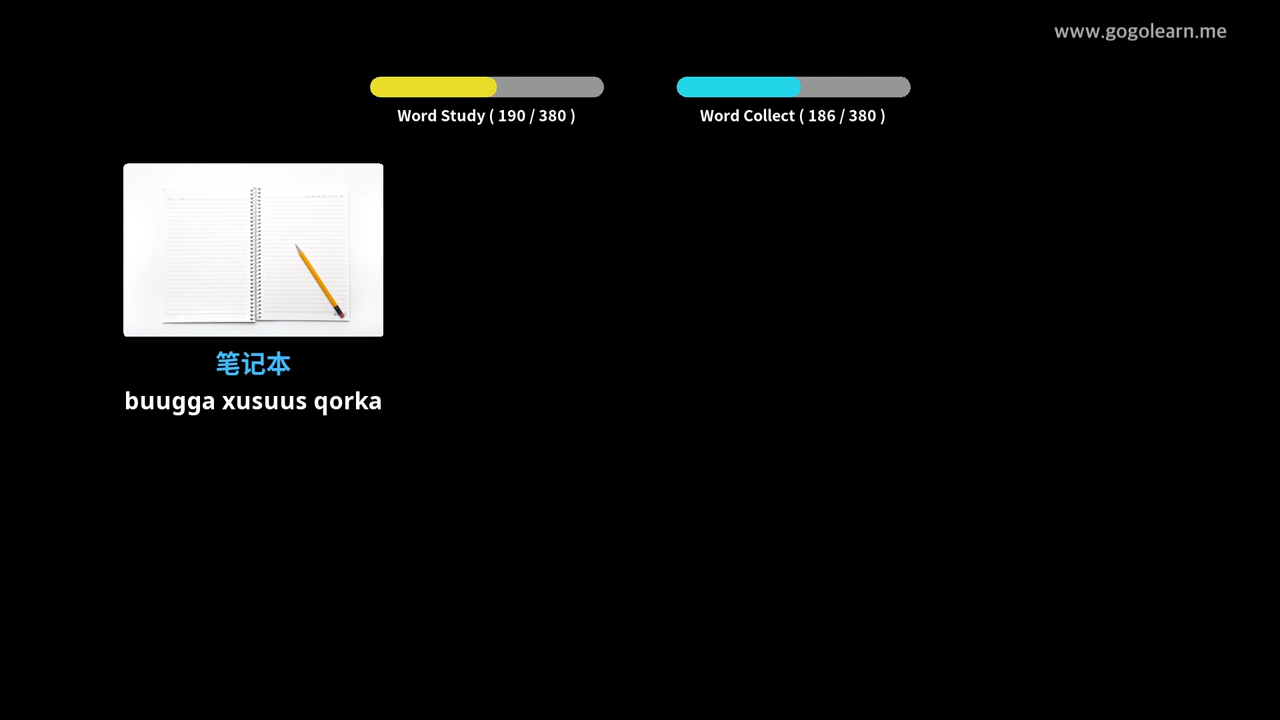 www.gogolearn.me
Word Study ( 190 / 380 )
Word Collect ( 186 / 380 )
笔记本
buugga xusuus qorka